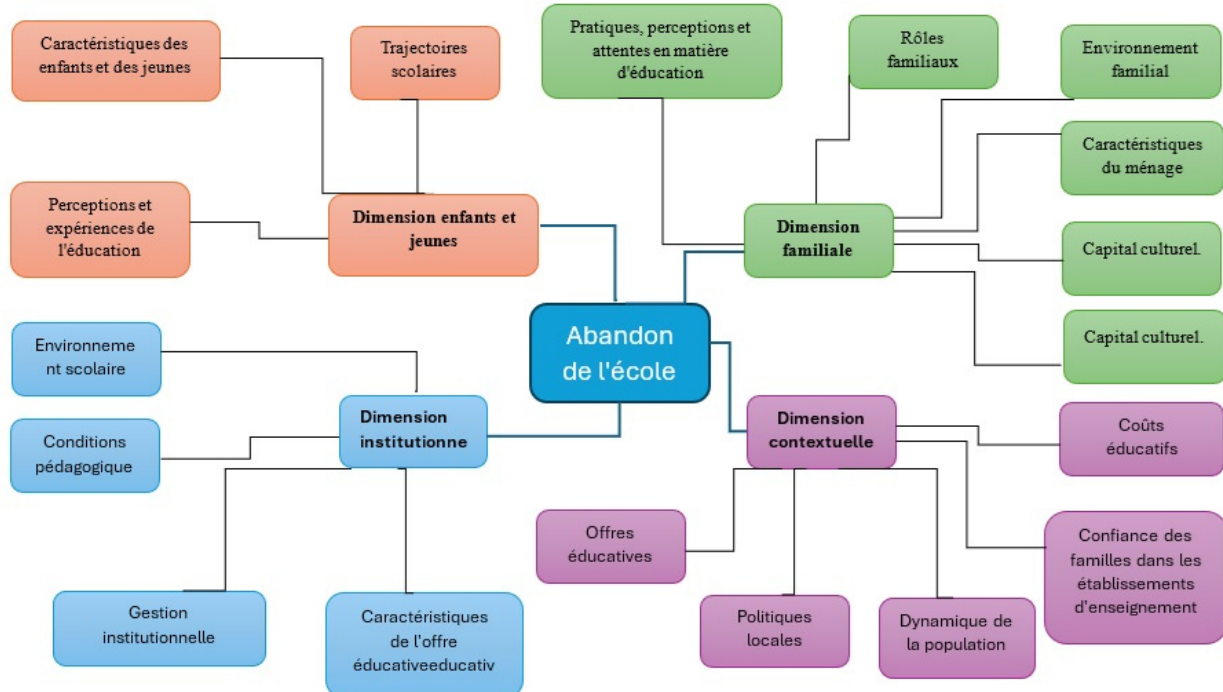 Caractéristiques des
enfants et des jeunes
Trajectoires
scolaires
Perceptions et
expériences de
l'éducation
Dimension enfants et
jeunes
Pratiques, perceptions et
attentes en matière
d'éducation
Rôles
familiaux
Environnement
familial
Caractéristiques
du ménage
Dimension
familiale
Capital culturel.
Capital culturel.
Abandon
de l'école
Environneme
nt scolaire
Conditions
pédagogique
Dimension
institutionne
Gestion
institutionnelle
Caractéristiques
de l'offre
éducativeeducativ
Dimension
contextuelle
Coûts
éducatifs
Offres
éducatives
Politiques
locales
Dynamique de
la population
Confiance des
familles dans les
établissements
d'enseignement